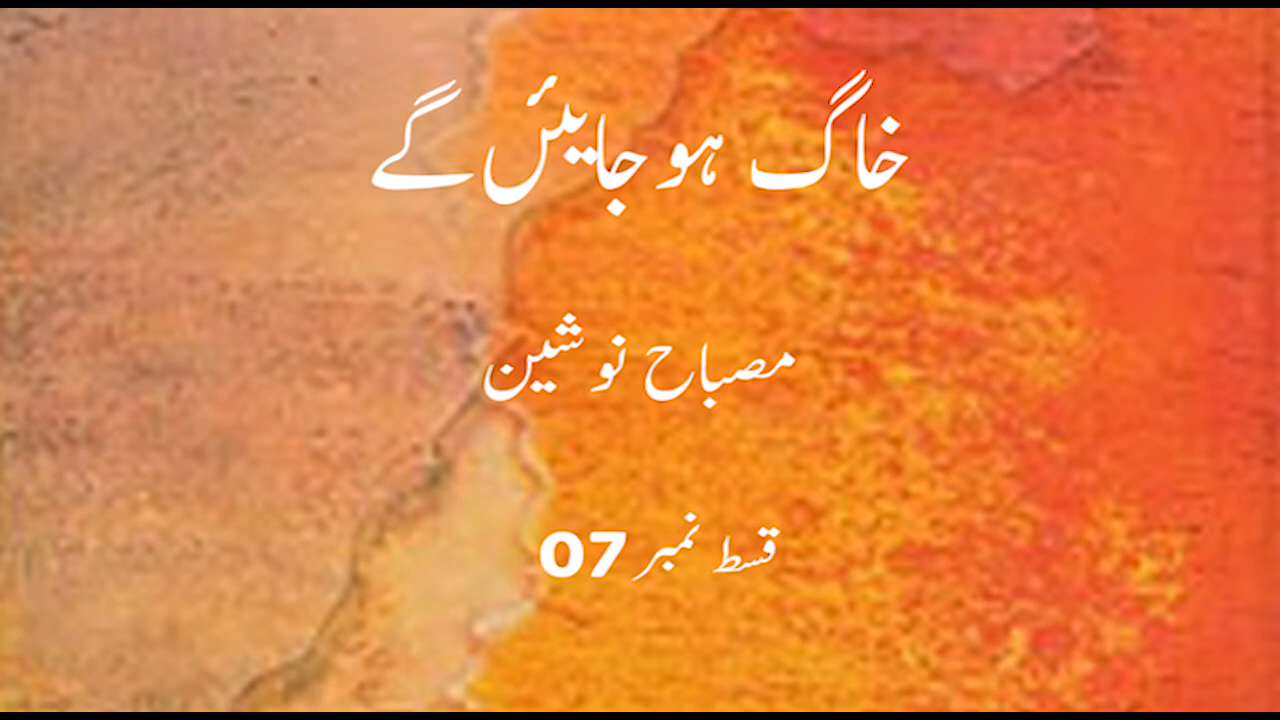 خاگ ہو جایئں گے
مصباح نوشین
قسط نمبر 07